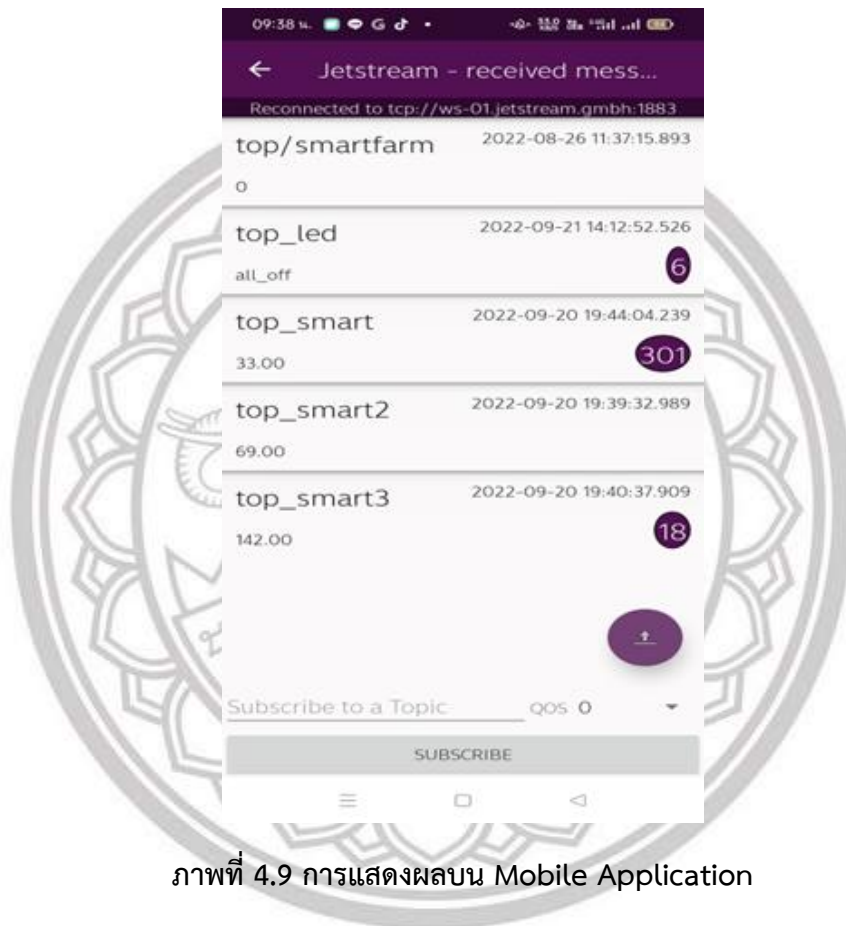 09:38 น.
Jetstream - received mess...
Reconnected to tcp://ws-01.jetstream.gmbh:1883
top/smartfarm 2022-08-26 11:37:15.893
0
top_led 2022-09-21 14:12:52.526
6
all_off
top_smart 2022-09-20 19:44:04.239
301
33.00
top_smart2 2022-09-20 19:39:32.989
69.00
top_smart3 2022-09-20 19:40:37.909
18
142.00
Subscribe to a Topic QOS 0
SUBSCRIBE
ภาพที่ 4.9 การแสดงผลบน Mobile Application